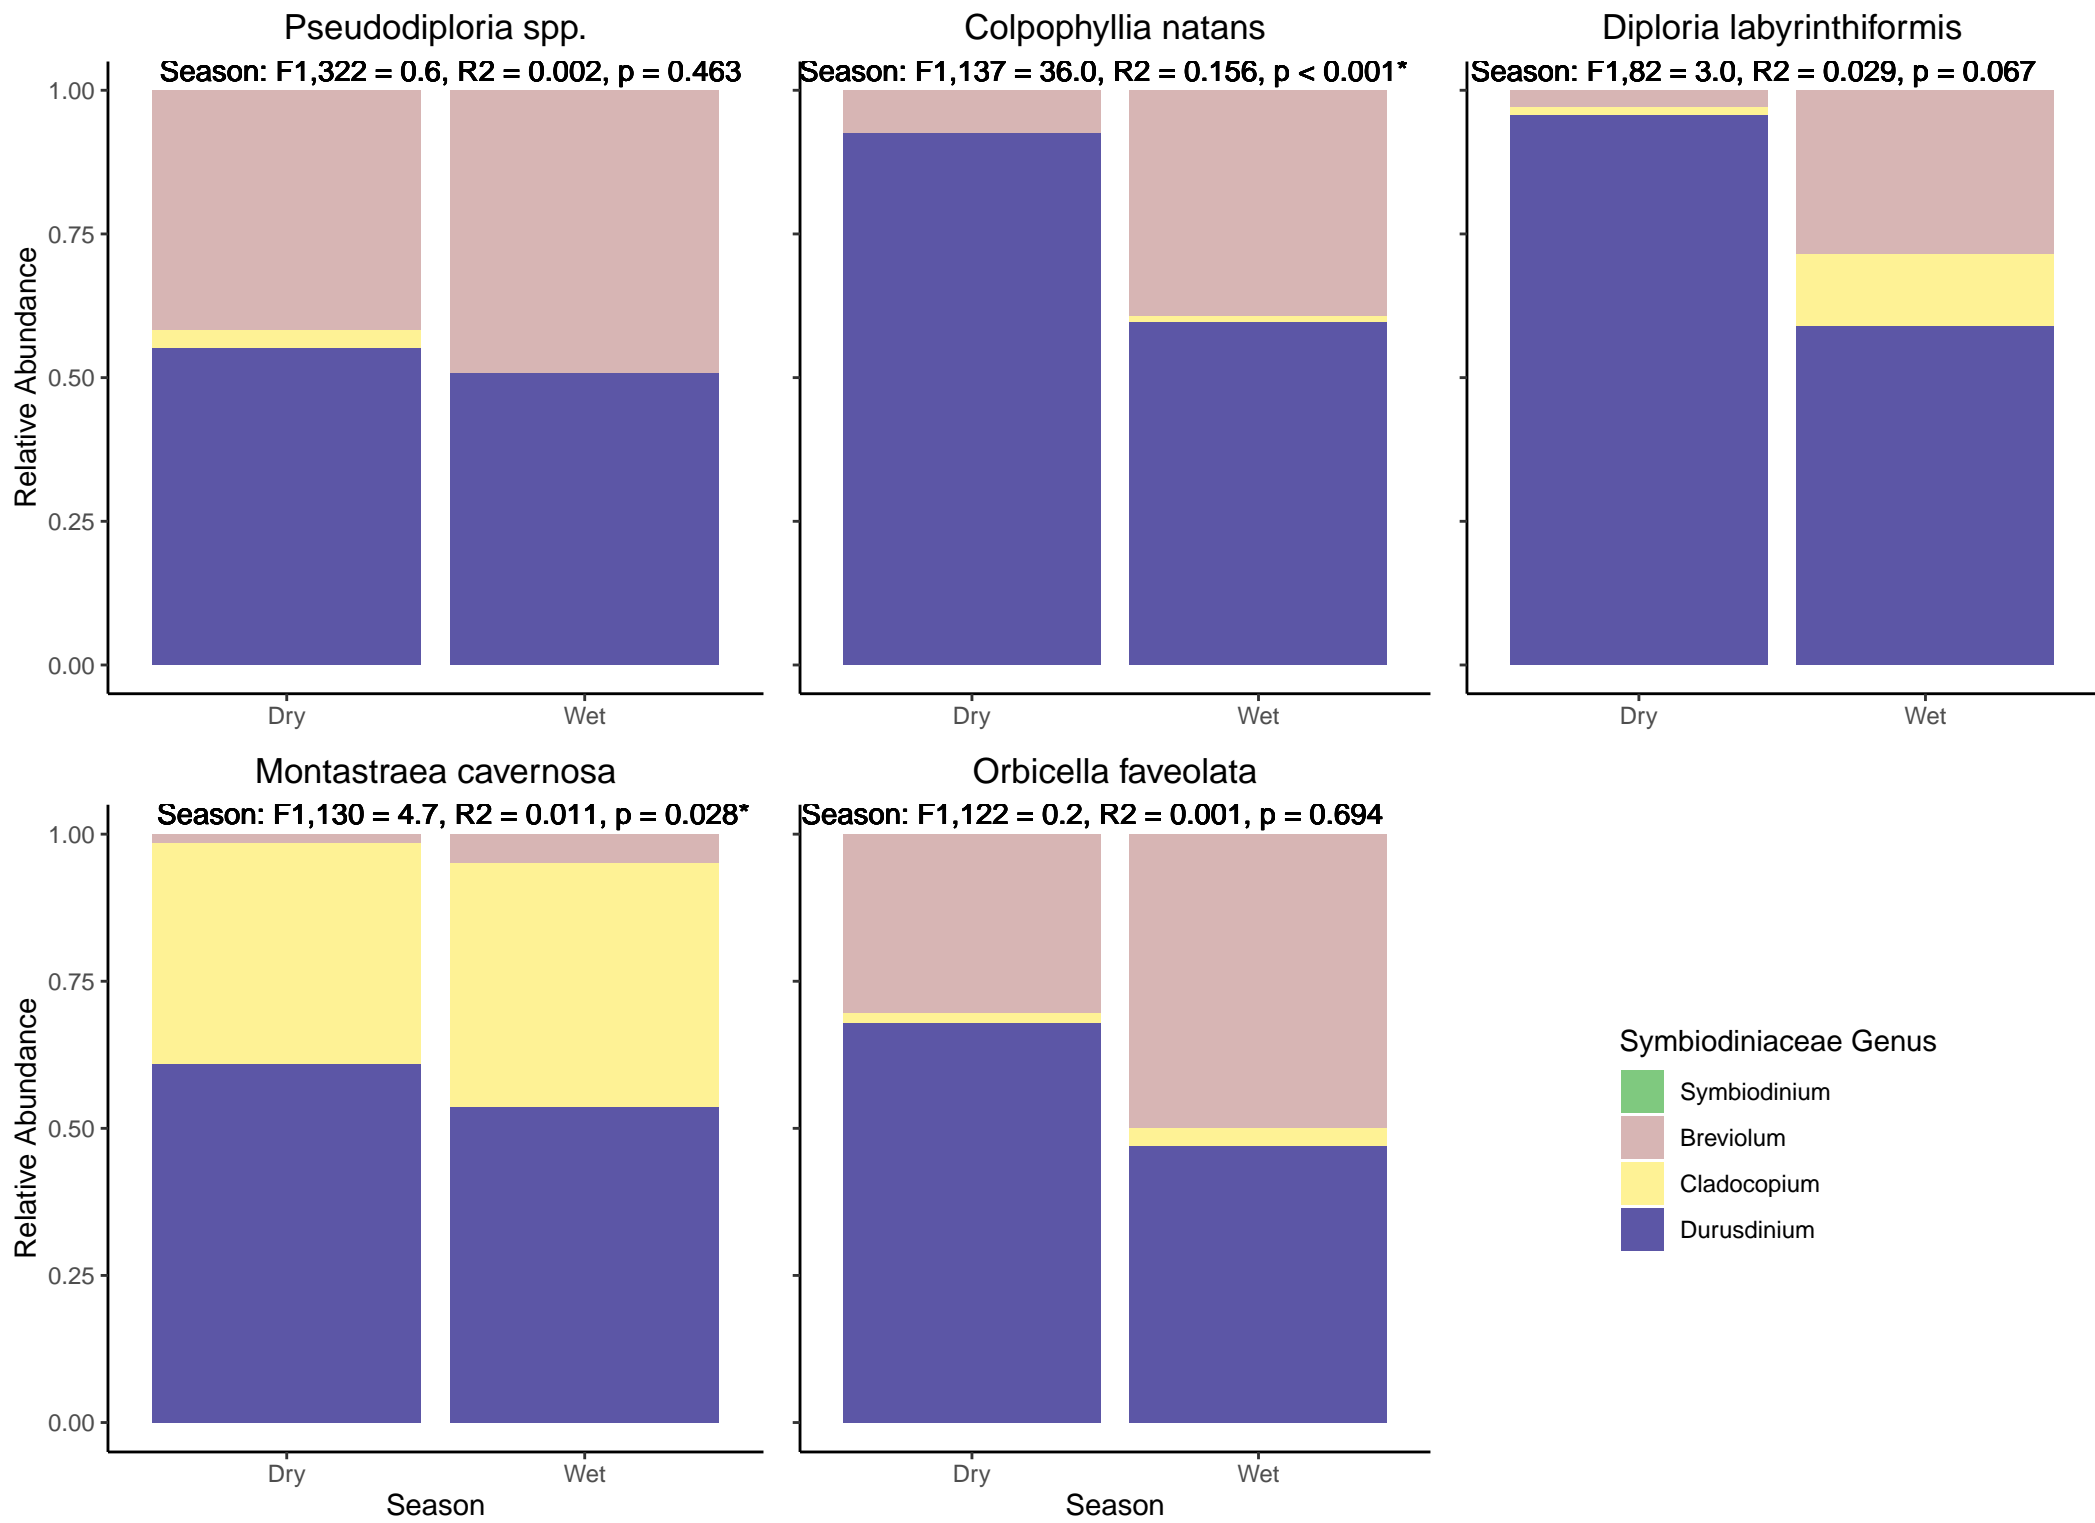 Pseudodiploria spp.
Colpophyllia natans
Diploria labyrinthiformis
Season: F1,322 = 0.6, R2 = 0.002, p = 0.463
Season: F1,137 = 36.0, R2 = 0.156, p < 0.001*
Season: F1,82 = 3.0, R2 = 0.029, p = 0.067
1.00
0.75
0.50
0.25
0.00
Relative Abundance
Dry
Wet
Dry
Wet
Dry
Wet
Montastraea cavernosa
Orbicella faveolata
Season: F1,130 = 4.7, R2 = 0.011, p = 0.028*
Season: F1,122 = 0.2, R2 = 0.001, p = 0.694
1.00
0.75
0.50
0.25
0.00
Relative Abundance
Dry
Wet
Dry
Wet
Season
Season
Symbiodiniaceae Genus
Symbiodinium
Breviolum
Cladocopium
Durusdinium